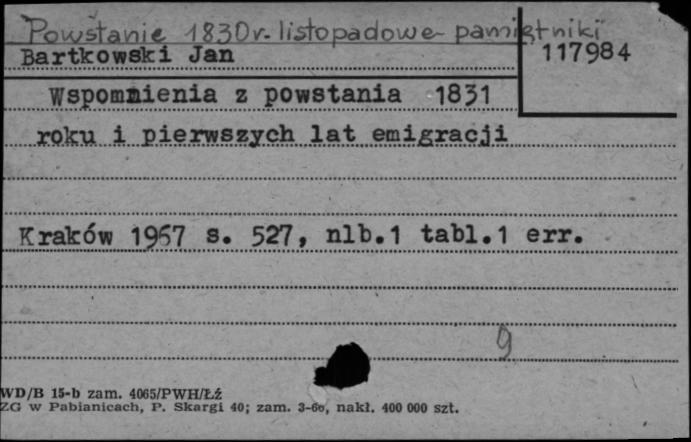 Powstanie 1830r. listopadowe - pamiętniki
Bartkowski Jan
117984
Wspomnienia z powstania 1831
roku i pierwszych lat emigracji
Kraków 1967 s. 527, nlb.1 tabl.1 err.
9
WD/B 15-b zam. 4065/PWH/Łź
ZG w Pabianicach, P. Skargi 40; zam. 3-60, nakł. 400 000 szt.